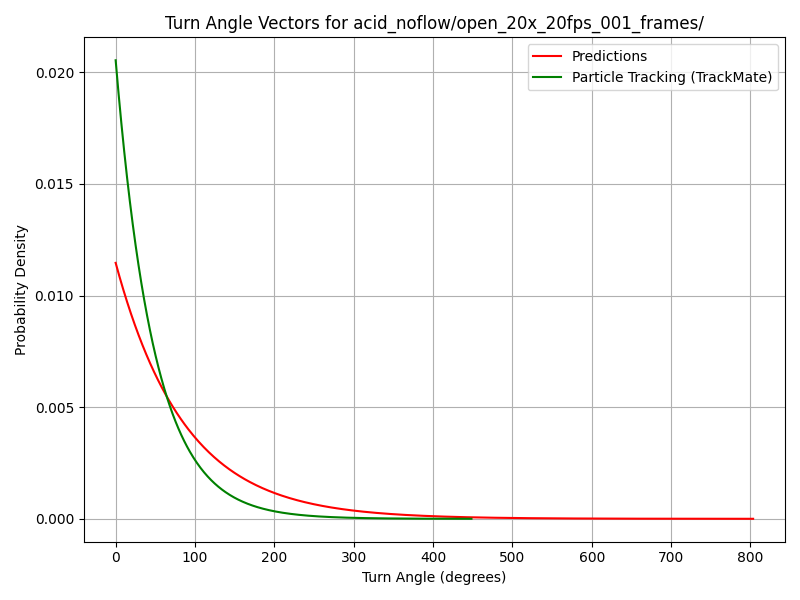 Turn Angle Vectors for acid_noflow/open_20x_20fps_001_frames/
Predictions
Particle Tracking (TrackMate)
Probability Density
0.020
0.015
0.010
0.005
0.000
0 100 200 300 400 500 600 700 800
Turn Angle (degrees)